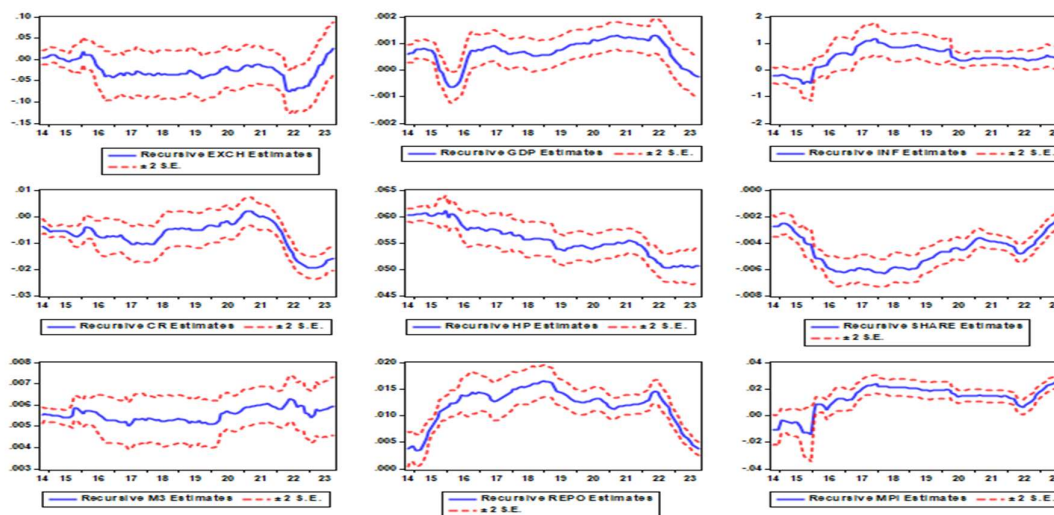 .10
.05
.00
-.05
-.10
-.15
14 15 16 17 18 19 20 21 22 23
Recursive EXCH Estimates
± 2 S.E.
.002
.001
.000
-.001
-.002
14 15 16 17 18 19 20 21 22 23
Recursive GDP Estimates ± 2 S.E.
2
1
0
-1
-2
14 15 16 17 18 19 20 21 22
Recursive INF Estimates ± 2 S.E.
.01
.00
-.01
-.02
-.03
14 15 16 17 18 19 20 21 22 23
Recursive CR Estimates ± 2 S.E.
.065
.060
.055
.050
.045
14 15 16 17 18 19 20 21 22 23
Recursive HP Estimates ± 2 S.E.
.000
-.002
-.004
-.006
-.008
14 15 16 17 18 19 20 21 22
Recursive SHARE Estimates
± 2 S.E.
.008
.007
.006
.005
.004
.003
14 15 16 17 18 19 20 21 22 23
Recursive M3 Estimates ± 2 S.E.
.020
.015
.010
.005
.000
14 15 16 17 18 19 20 21 22 23
Recursive REPO Estimates
± 2 S.E.
.04
.02
.00
-.02
-.04
14 15 16 17 18 19 20 21 22
Recursive MPI Estimates ± 2 S.E.